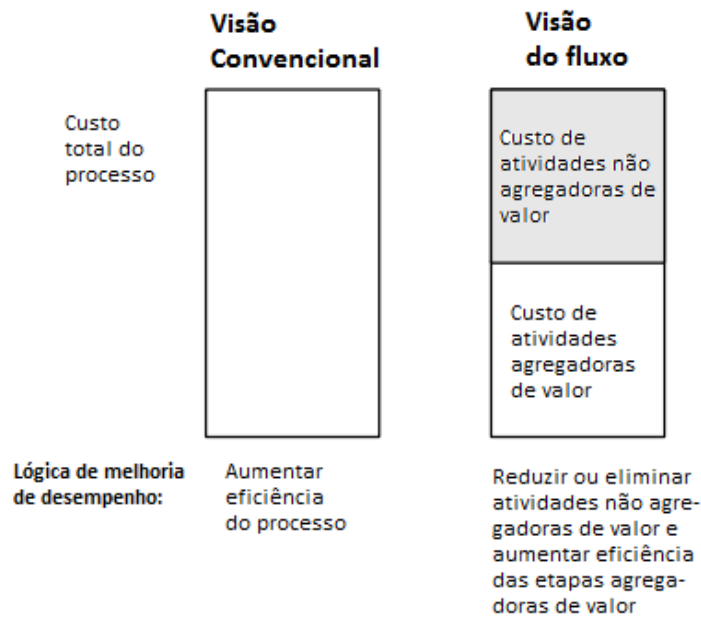 Visão
Convencional
Visão
do fluxo
Custo
total do
processo
Custo de
atividades não
agregadoras de
valor
Custo de
atividades
agregadoras
de valor
Lógica de melhoria
de desempenho:
Aumentar
eficiência
do processo
Reduzir ou eliminar
atividades não agre-
gadoras de valor e
aumentar eficiência
das etapas agrega-
doras de valor